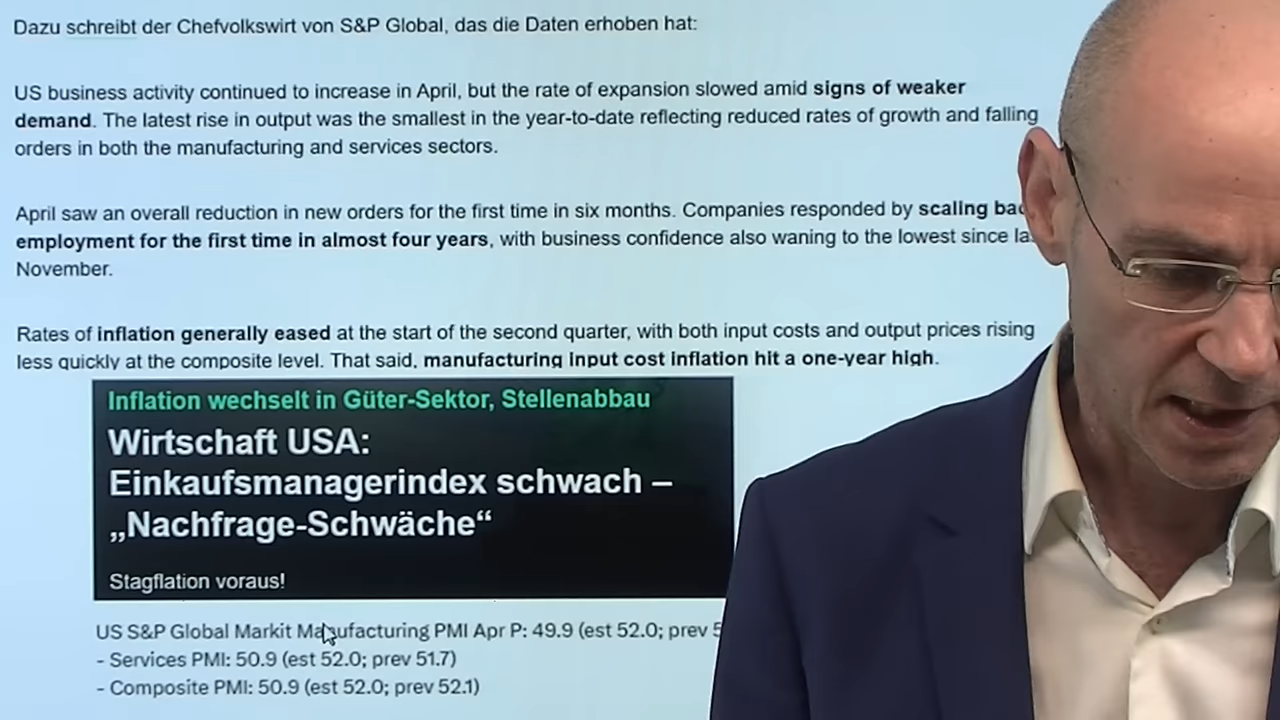 Dazu schreibt der Chefvolkswirt von S&P Global, das die Daten erhoben hat:
US business activity continued to increase in April, but the rate of expansion slowed amid signs of weaker
demand. The latest rise in output was the smallest in the year-to-date reflecting reduced rates of growth and falling
orders in both the manufacturing and services sectors.
April saw an overall reduction in new orders for the first time in six months. Companies responded by scaling
employment for the first time in almost four years, with business confidence also waning to the lowest since
November.
Rates of inflation generally eased at the start of the second quarter, with both input costs and output prices rising
less quickly at the composite level. That said, manufacturing input cost inflation hit a one-year high.
Inflation wechselt in Güter-Sektor, Stellenabbau
Wirtschaft USA:
Einkaufsmanagerindex schwach –
„Nachfrage-Schwäche“
Stagflation voraus!
US S&P Global Markit Manufacturing PMI Apr P: 49.9 (est 52.0; prev
- Services PMI: 50.9 (est 52.0; prev 51.7)
- Composite PMI: 50.9 (est 52.0; prev 52.1)